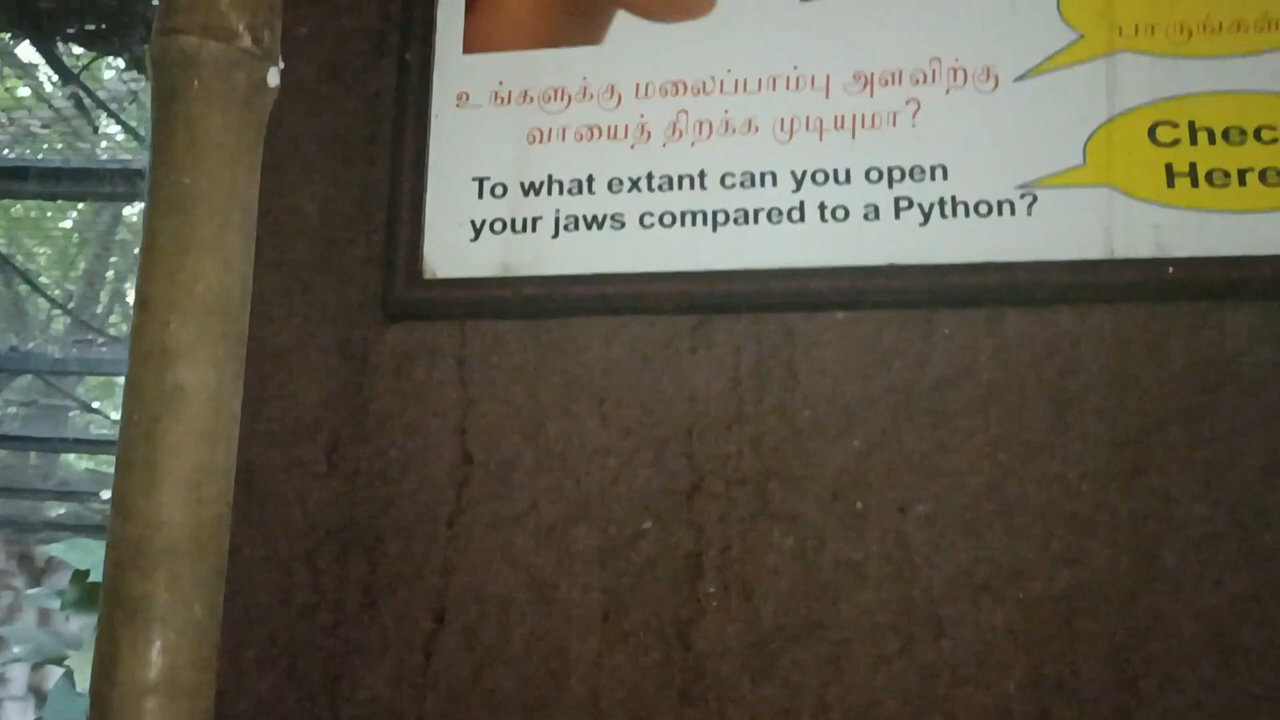 பாருங்கள்
உங்களுக்கு மலைப்பாம்பு அளவிற்கு
வாயைத் திறக்க முடியுமா?
To what extant can you open
your jaws compared to a Python?
Chec
Here